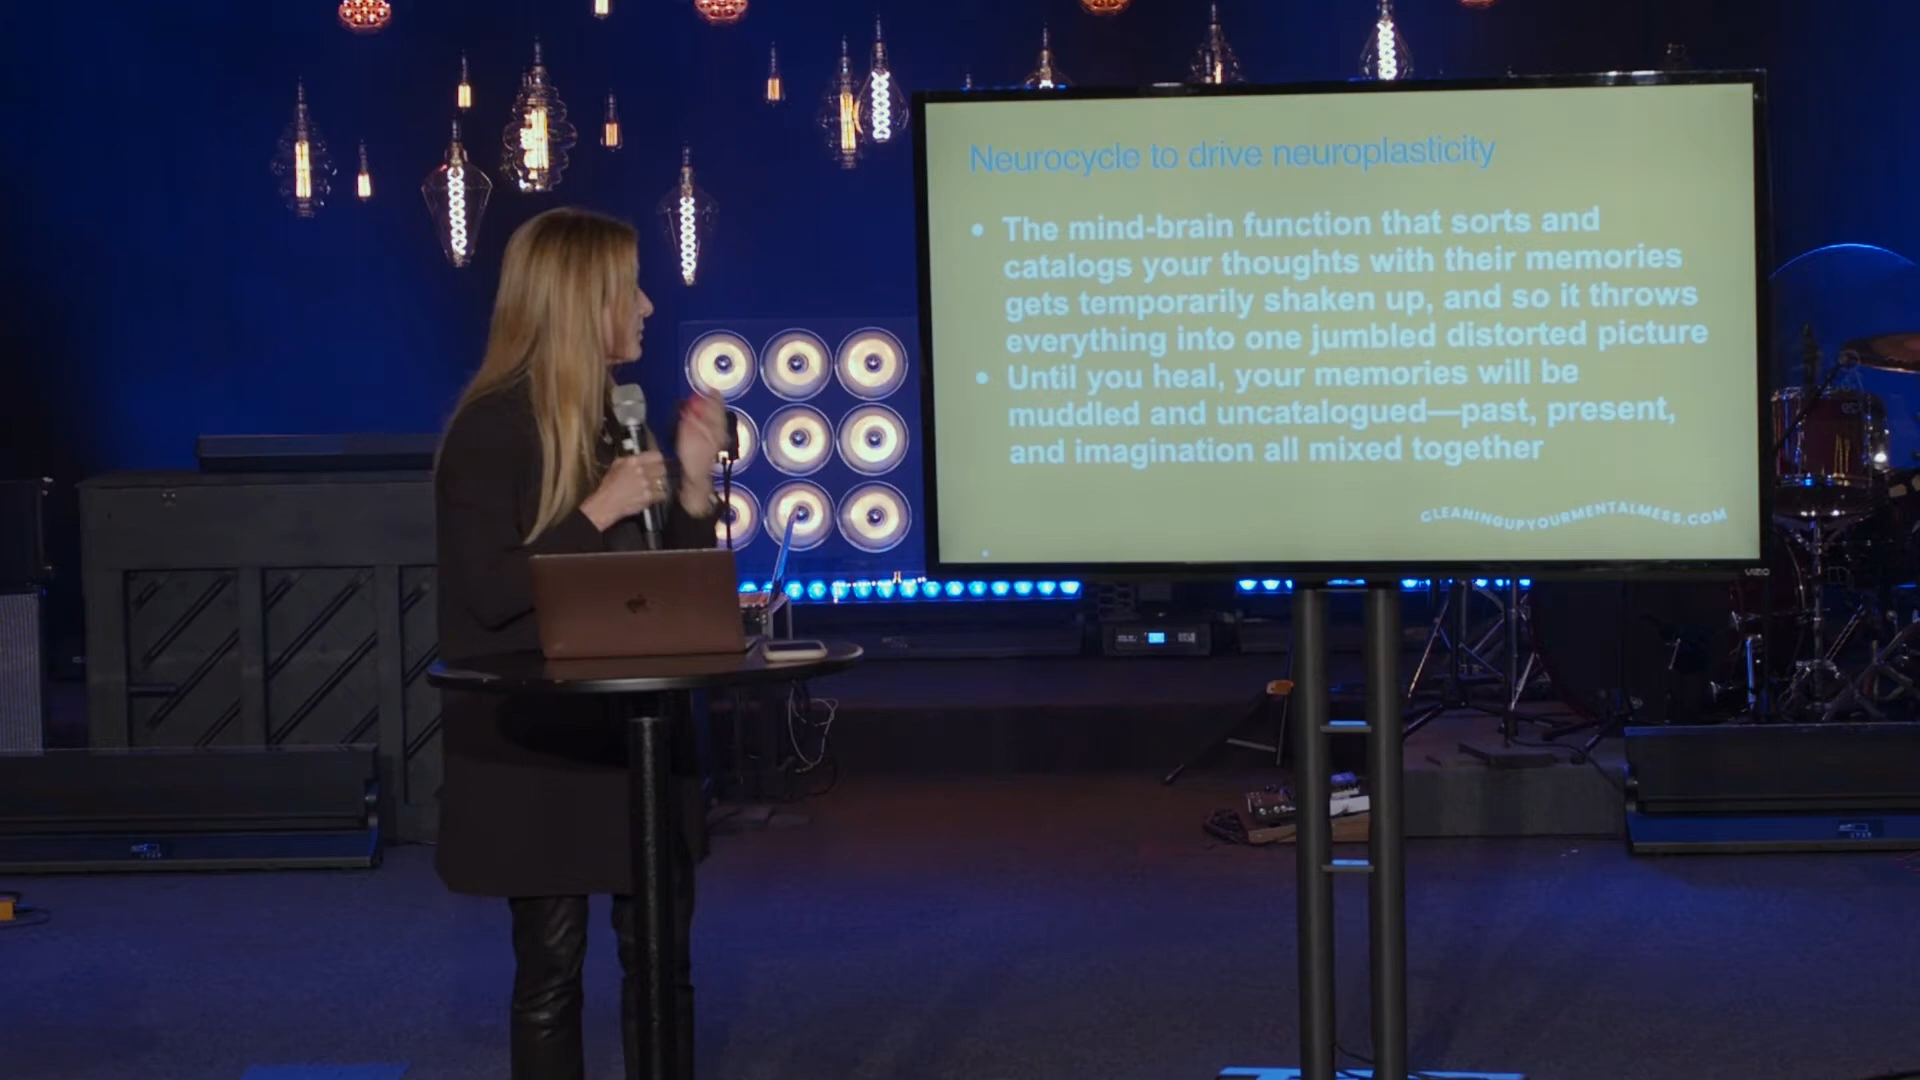 Neurocycle to drive neuroplasticity
• The mind-brain function that sorts and
catalogs your thoughts with their memories
gets temporarily shaken up, and so it throws
everything into one jumbled distorted picture
• Until you heal, your memories will be
muddled and uncatalogued—past, present,
and imagination all mixed together
CLEANINGUPYOURMENTALMESS.COM
VIZIO